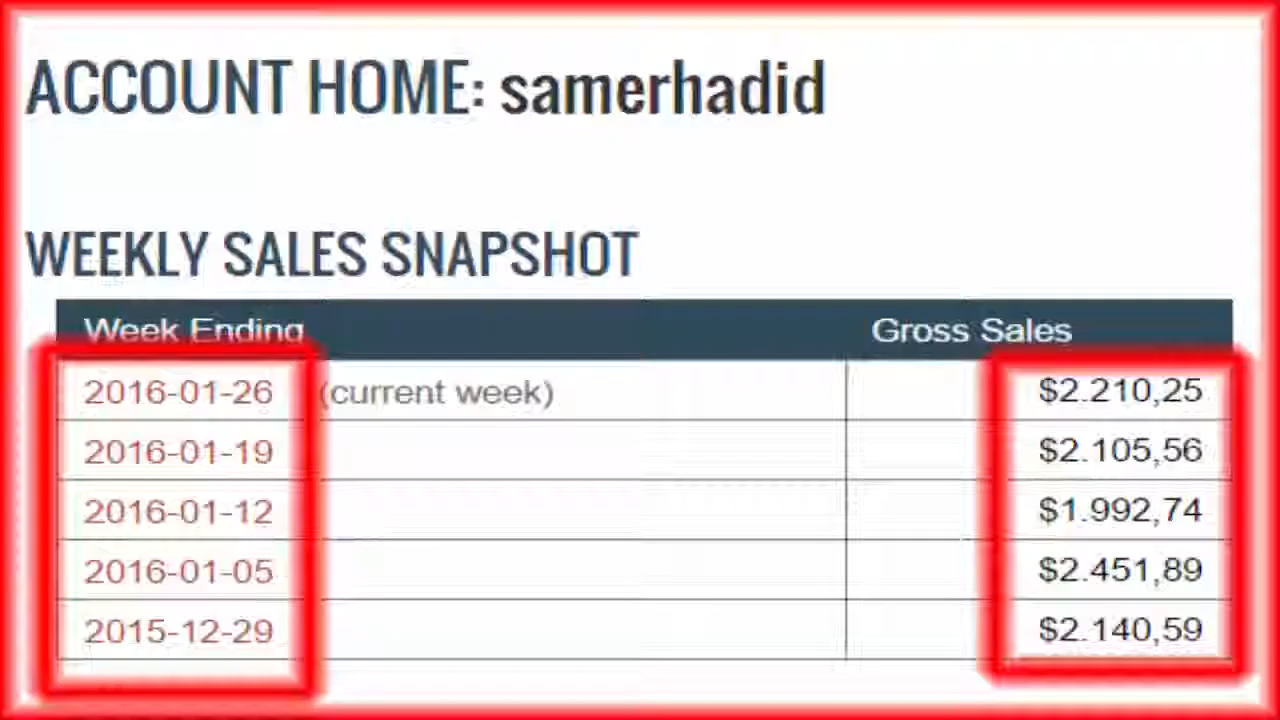 ACCOUNT HOME: samerhadid
WEEKLY SALES SNAPSHOT
Week Ending Gross Sales
2016-01-26 (current week) $2.210,25
2016-01-19 $2.105,56
2016-01-12 $1.992,74
2016-01-05 $2.451,89
2015-12-29 $2.140,59